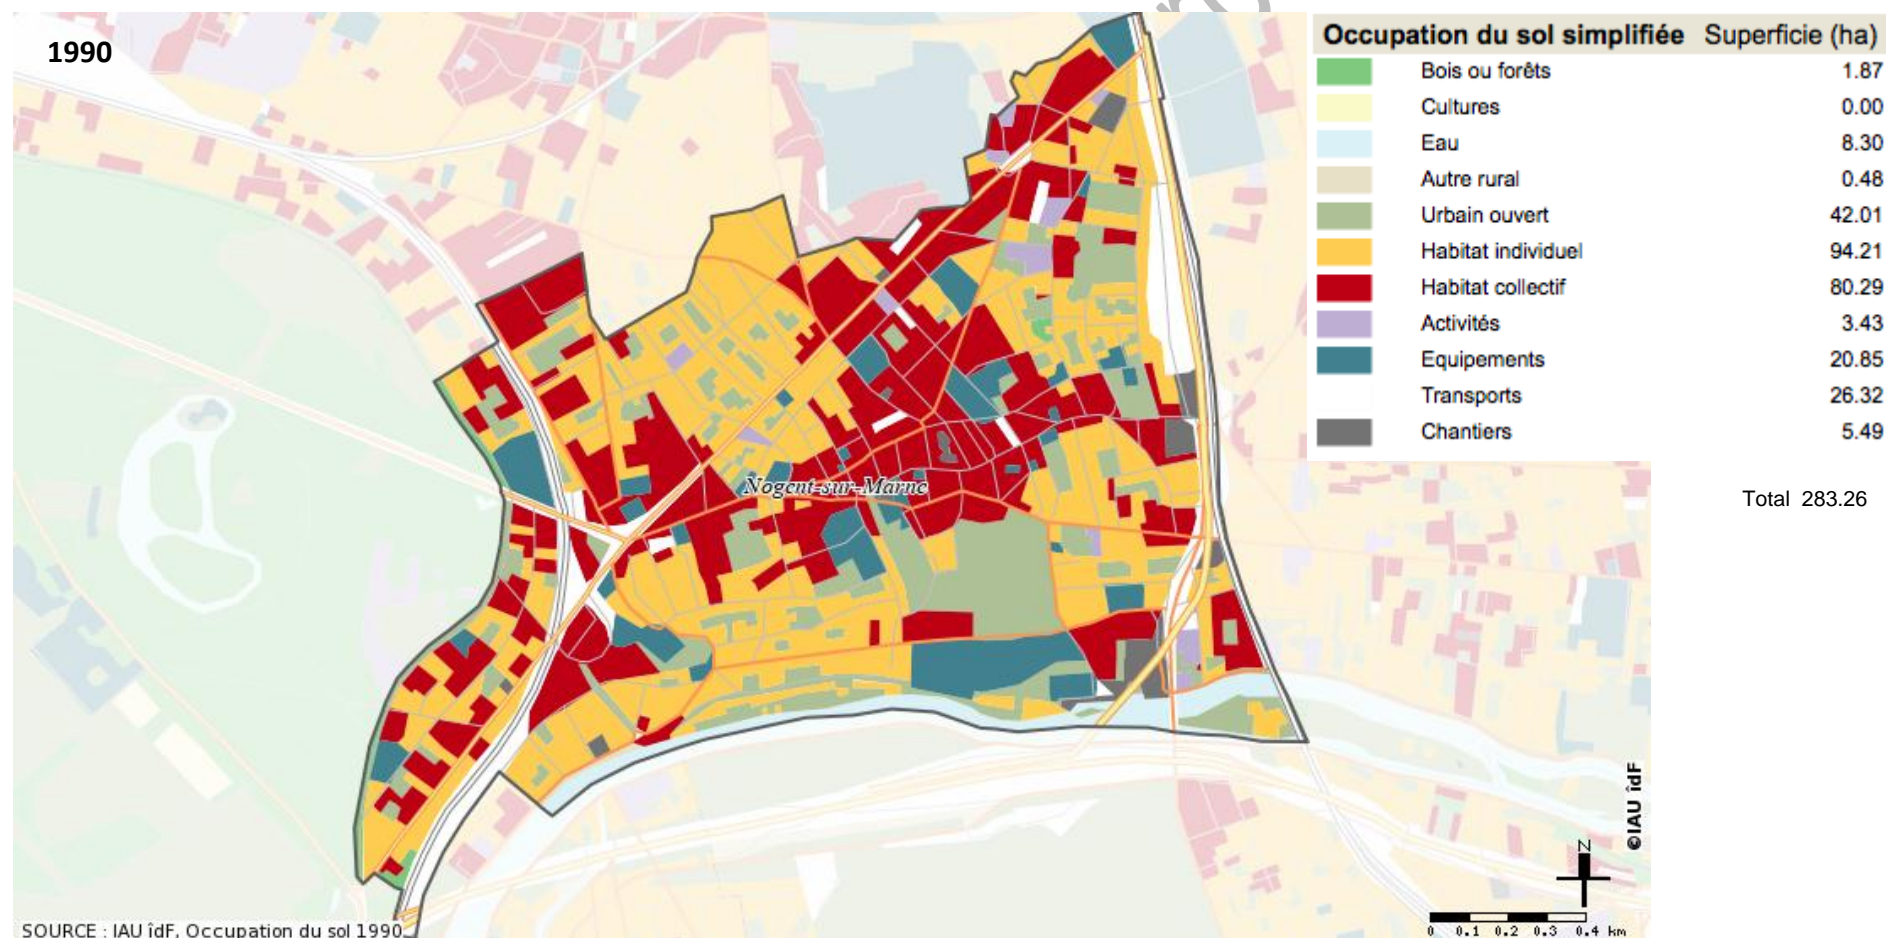 1990
Occupation du sol simplifiée Superficie (ha)
Bois ou forêts 1.87
Cultures 0.00
Eau 8.30
Autre rural 0.48
Urbain ouvert 42.01
Habitat individuel 94.21
Habitat collectif 80.29
Activités 3.43
Equipements 20.85
Transports 26.32
Chantiers 5.49
Total 283.26
Nogent-sur-Marne
©IAU îdF
N
0 0.1 0.2 0.3 0.4 km
SOURCE : IAU îdF, Occupation du sol 1990